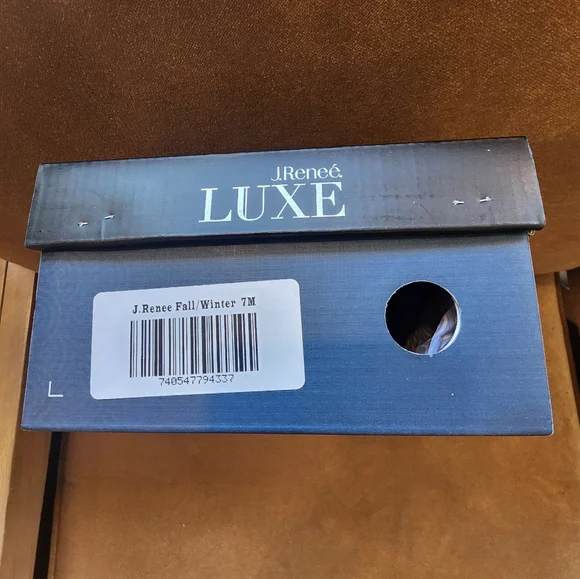 J.Reneé.
LUXE
J.Renee Fall/Winter 7M
740547794337